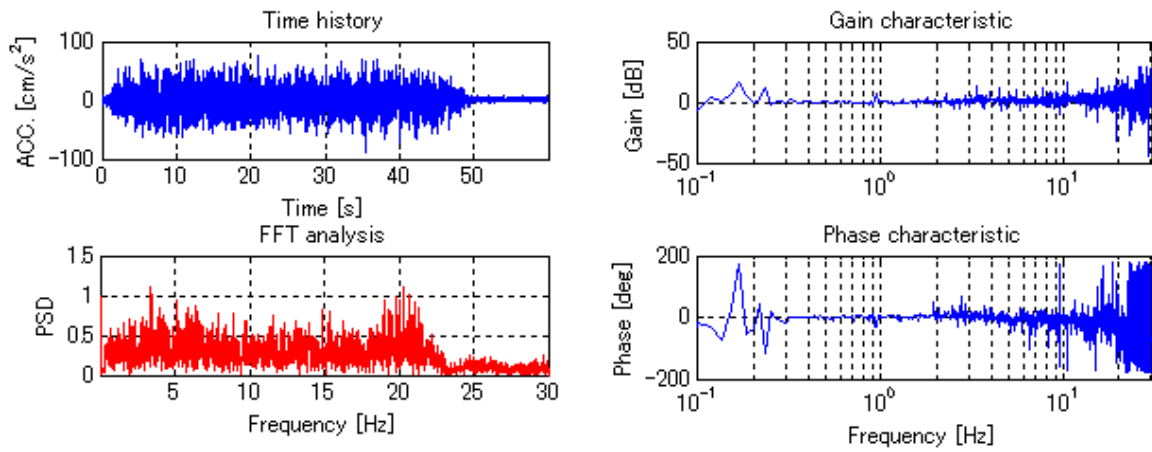 Time history
ACC. [cm/s²]
100
0
−100
0 10 20 30 40 50
Time [s]
Gain characteristic
Gain [dB]
50
0
−50
10⁻¹ 10⁰ 10¹
FFT analysis
PSD
1.5
1
0.5
0
5 10 15 20 25 30
Frequency [Hz]
Phase characteristic
Phase [deg]
200
0
−200
10⁻¹ 10⁰ 10¹
Frequency [Hz]